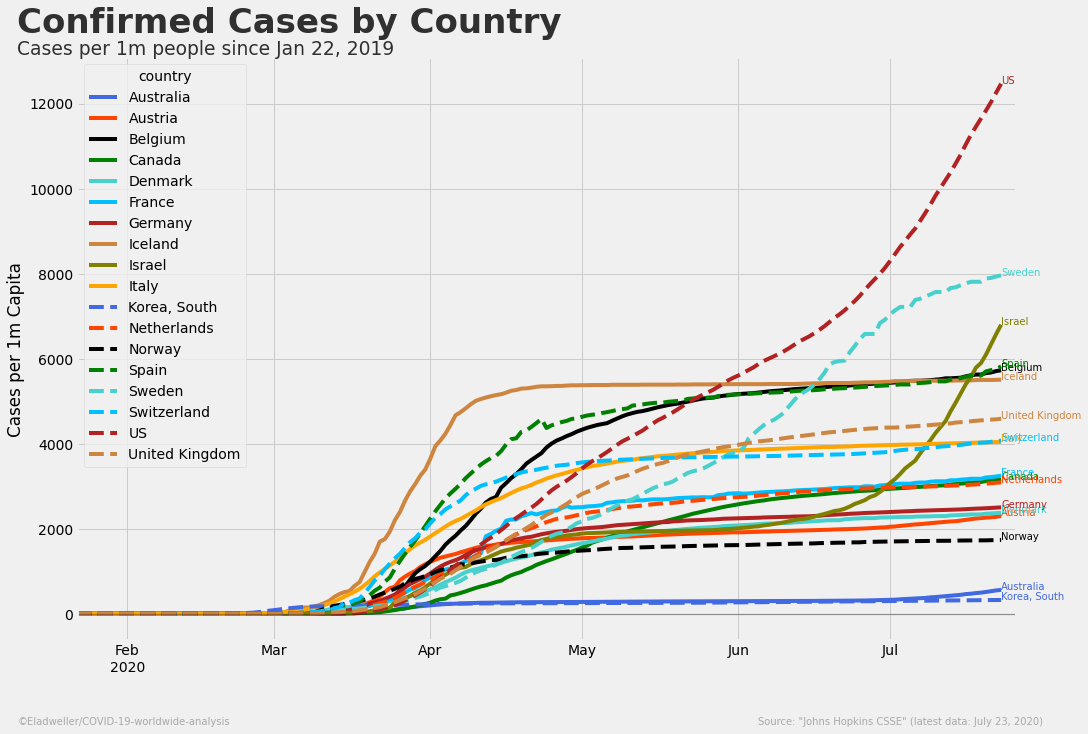 Confirmed Cases by Country
Cases per 1m people since Jan 22, 2019
country
Australia
Austria
Belgium
Canada
Denmark
France
Germany
Iceland
Israel
Italy
Korea, South
Netherlands
Norway
Spain
Sweden
Switzerland
US
United Kingdom
Cases per 1m Capita
12000
10000
8000
6000
4000
2000
0
US
Sweden
Israel
Spain
Belgium
Iceland
United Kingdom
Italy
Switzerland
France
Canada
Netherlands
Germany
Denmark
Austria
Norway
Australia
Korea, South
Feb
2020
Mar
Apr
May
Jun
Jul
©Eladweller/COVID-19-worldwide-analysis
Source: "Johns Hopkins CSSE" (latest data: July 23, 2020)